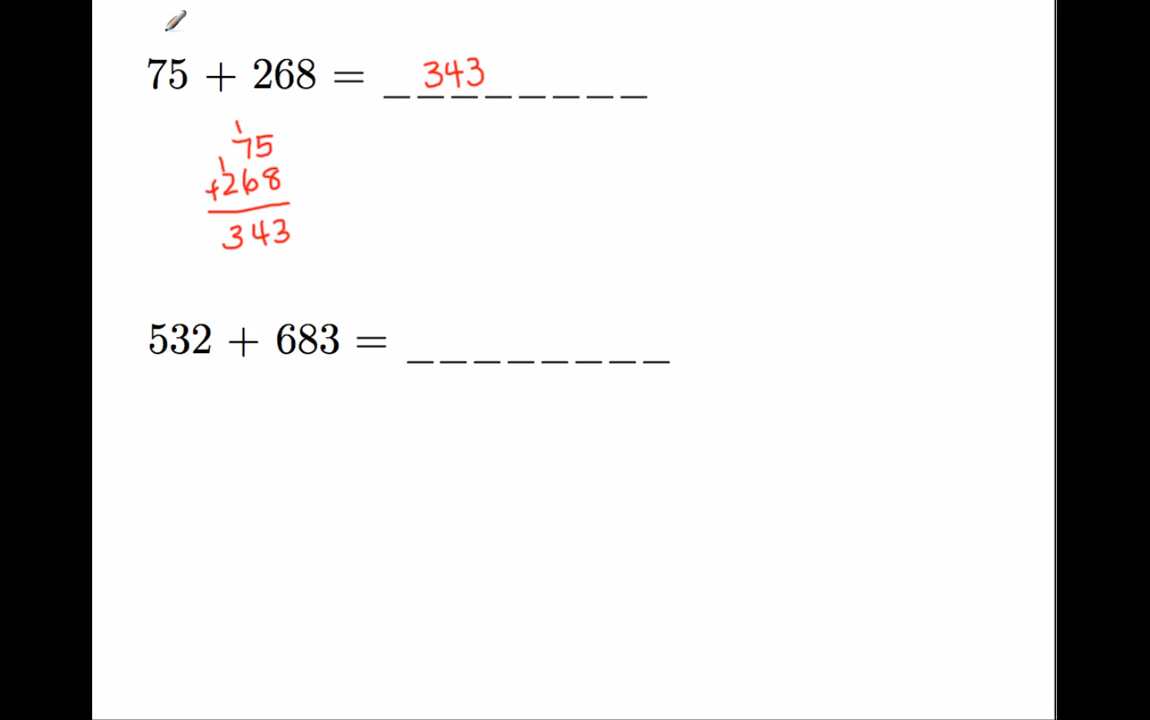 75 + 268 = _ 343 _ _ _ _ _ _ _
1
75
1
+268
343
532 + 683 = _ _ _ _ _ _ _ _